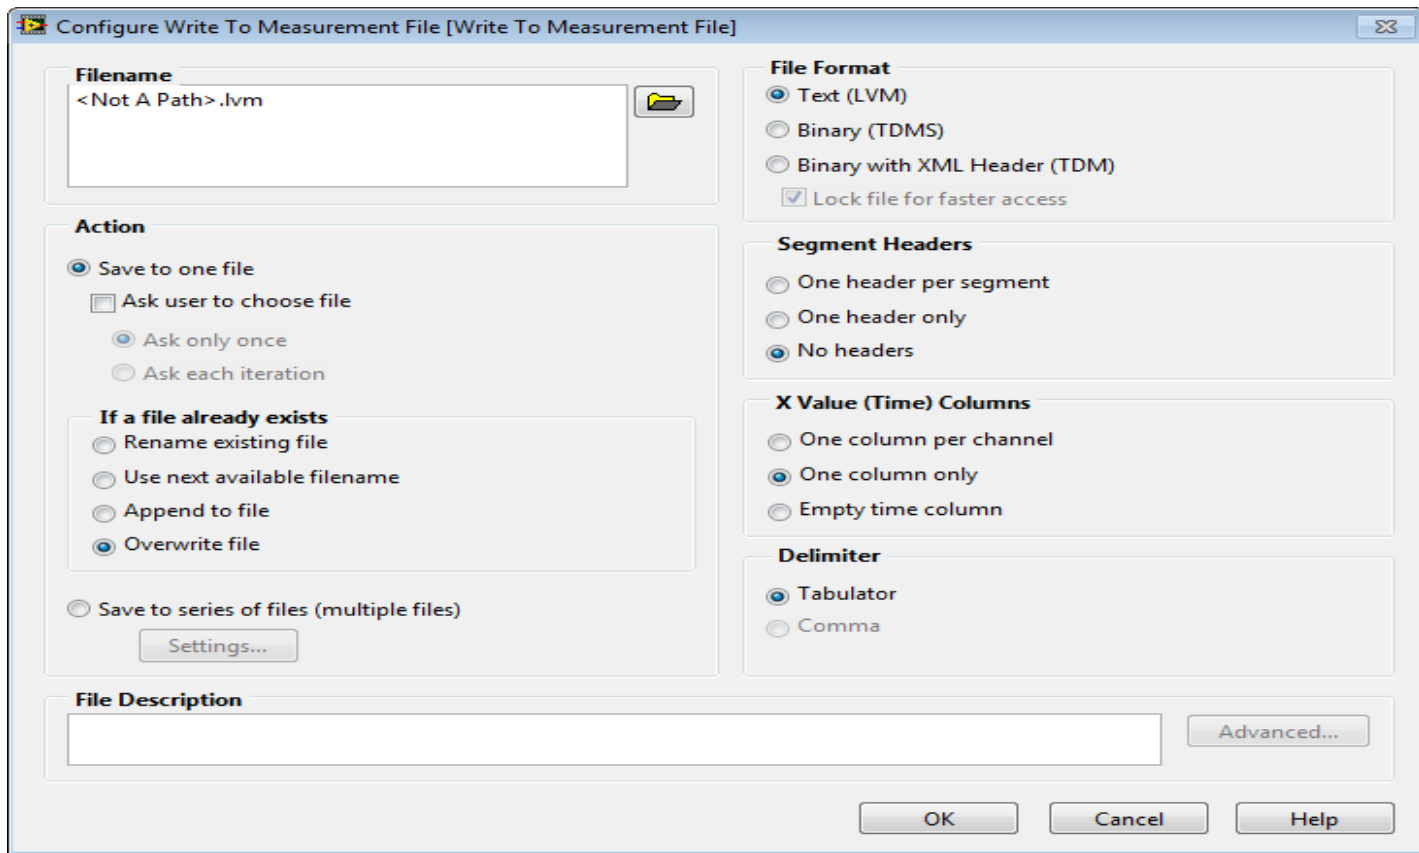 Configure Write To Measurement File [Write To Measurement File]
Filename
<Not A Path>.lvm
Action
Save to one file
Ask user to choose file
Ask only once
Ask each iteration
If a file already exists
Rename existing file
Use next available filename
Append to file
Overwrite file
Save to series of files (multiple files)
Settings...
File Format
Text (LVM)
Binary (TDMS)
Binary with XML Header (TDM)
Lock file for faster access
Segment Headers
One header per segment
One header only
No headers
X Value (Time) Columns
One column per channel
One column only
Empty time column
Delimiter
Tabulator
Comma
File Description
Advanced...
OK
Cancel
Help